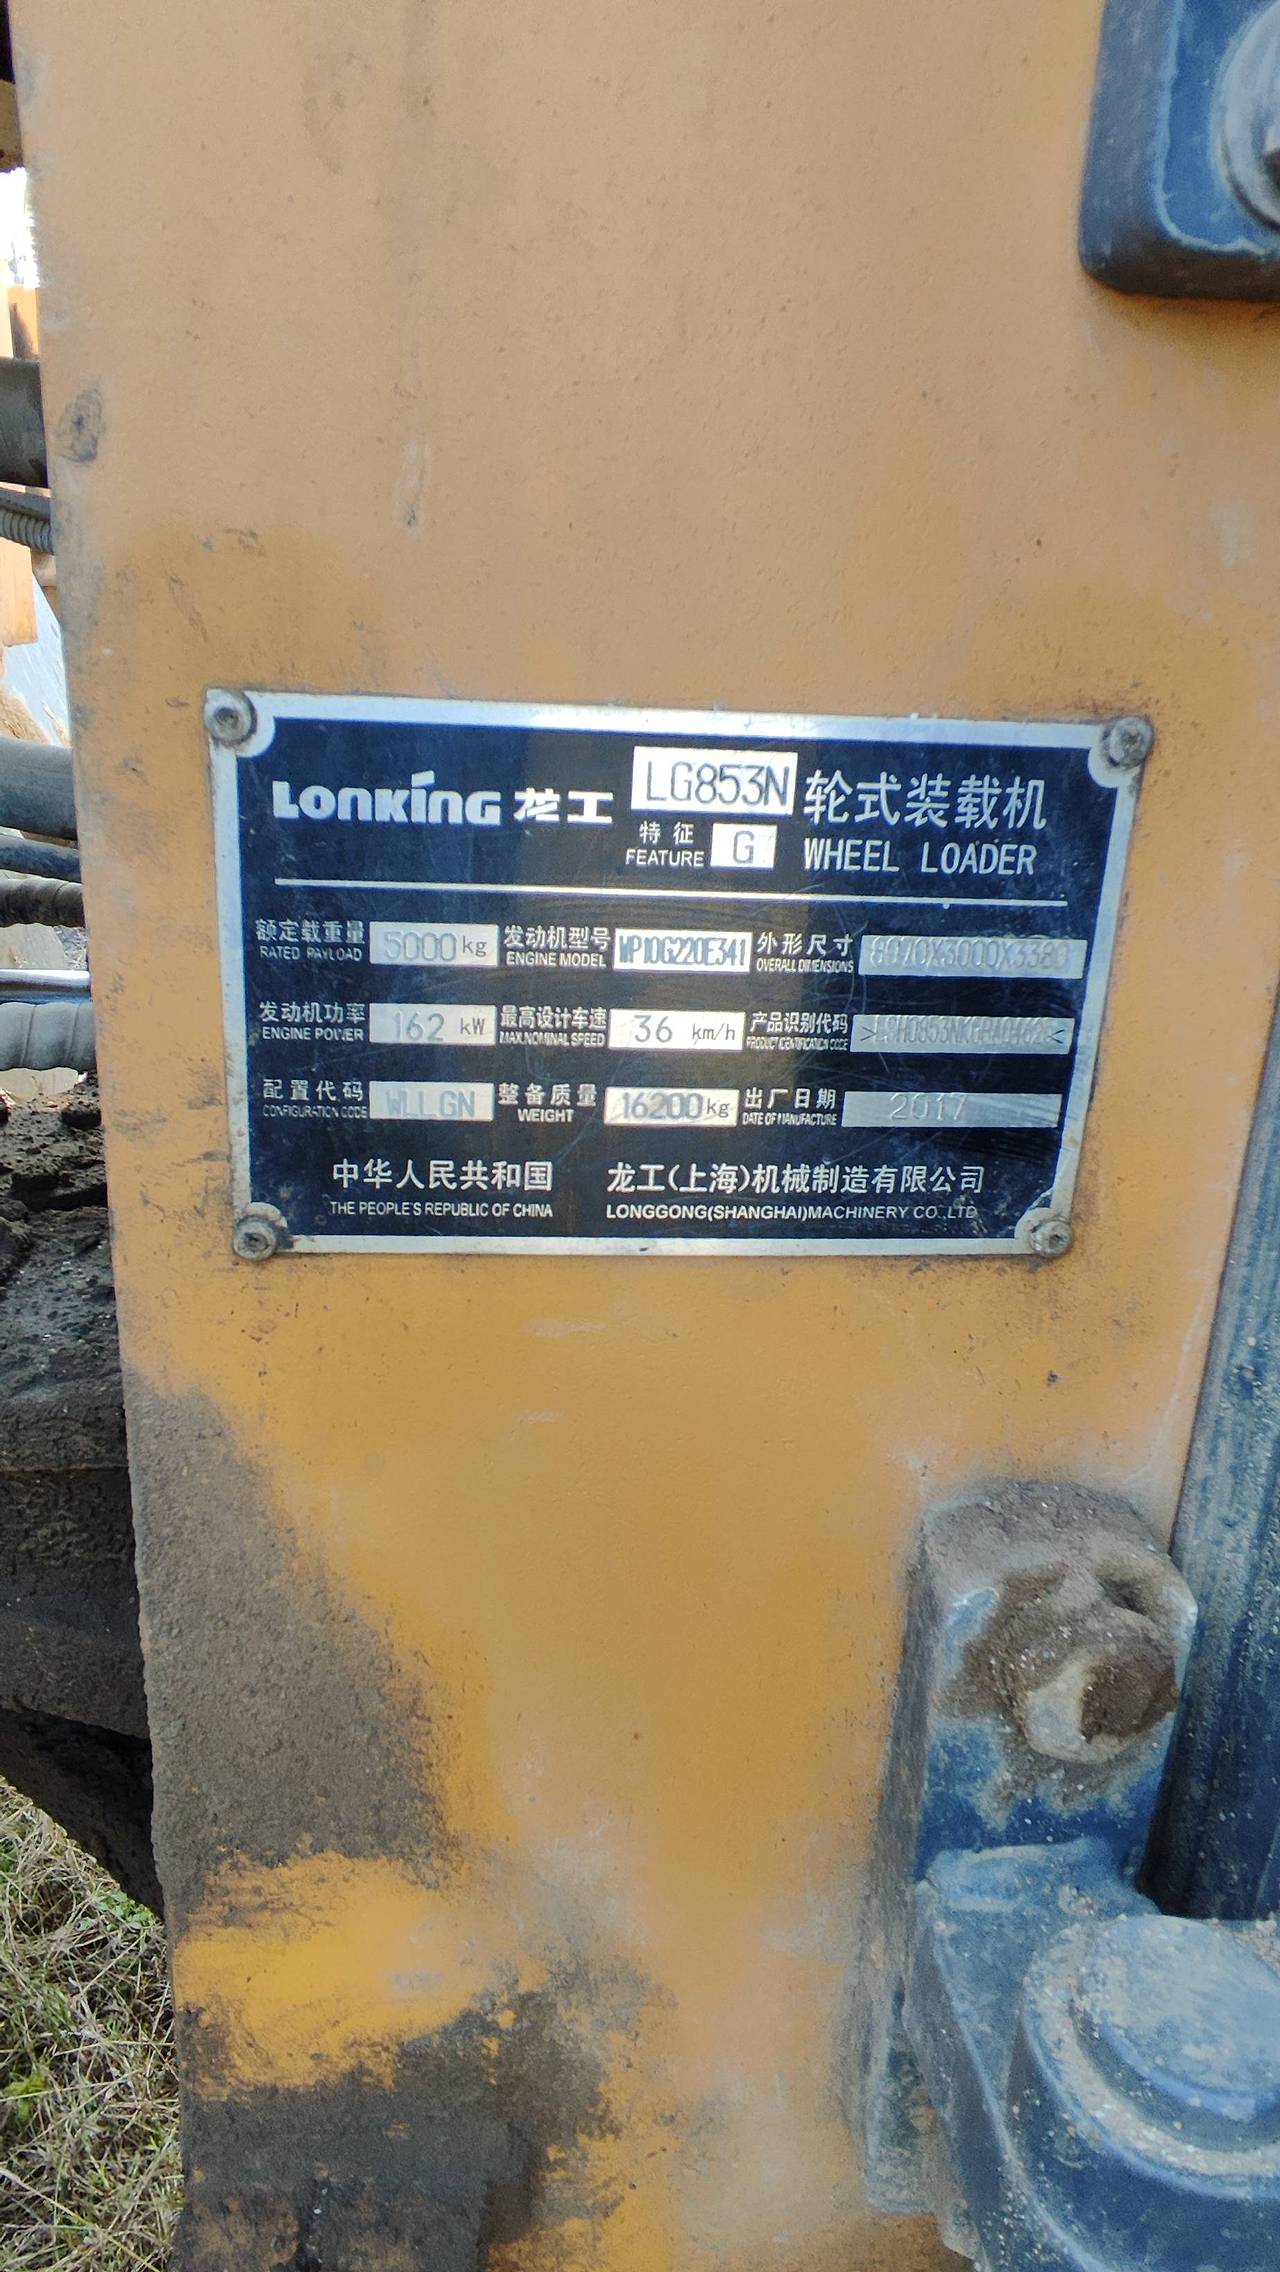 LONKING 龙工 LG853N 轮式装载机
特征 G
FEATURE WHEEL LOADER
额定载重量 5000kg 发动机型号 WP10G220E341 外形尺寸 8070X3000X3380
RATED PAYLOAD ENGINE MODEL OVERALL DIMENSIONS
发动机功率 162 kW 最高设计车速 36 km/h 产品识别代码
ENGINE POWER MAX.NOMINAL SPEED PRODUCT IDENTIFICATION CODE
配置代码 WLLGN 整备质量 16200kg 出厂日期 2017
CONFIGURATION CODE WEIGHT DATE OF MANUFACTURE
中华人民共和国 龙工(上海)机械制造有限公司
THE PEOPLE'S REPUBLIC OF CHINA LONGGONG(SHANGHAI)MACHINERY CO.,LTD